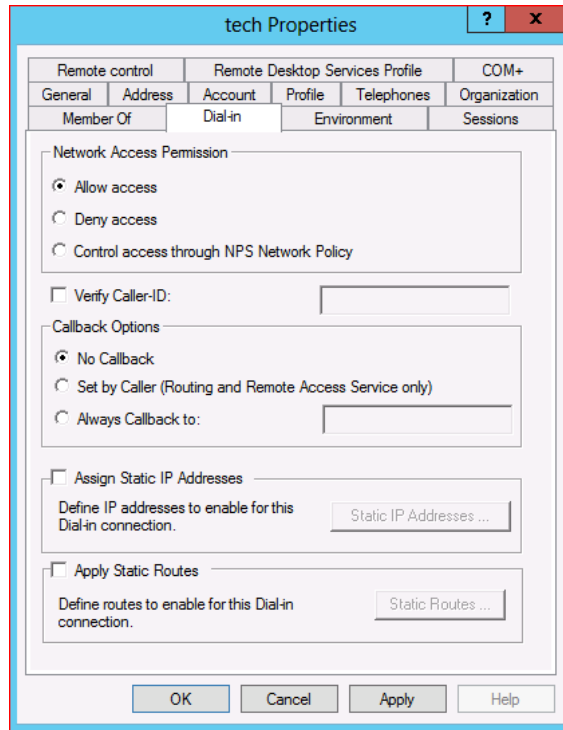 tech Properties
?
x
Remote control
Remote Desktop Services Profile
COM+
General
Address
Account
Profile
Telephones
Organization
Member Of
Dial-in
Environment
Sessions
Network Access Permission
Allow access
Deny access
Control access through NPS Network Policy
Verify Caller-ID:
Callback Options
No Callback
Set by Caller (Routing and Remote Access Service only)
Always Callback to:
Assign Static IP Addresses
Define IP addresses to enable for this
Dial-in connection.
Static IP Addresses ...
Apply Static Routes
Define routes to enable for this Dial-in
connection.
Static Routes ...
OK
Cancel
Apply
Help